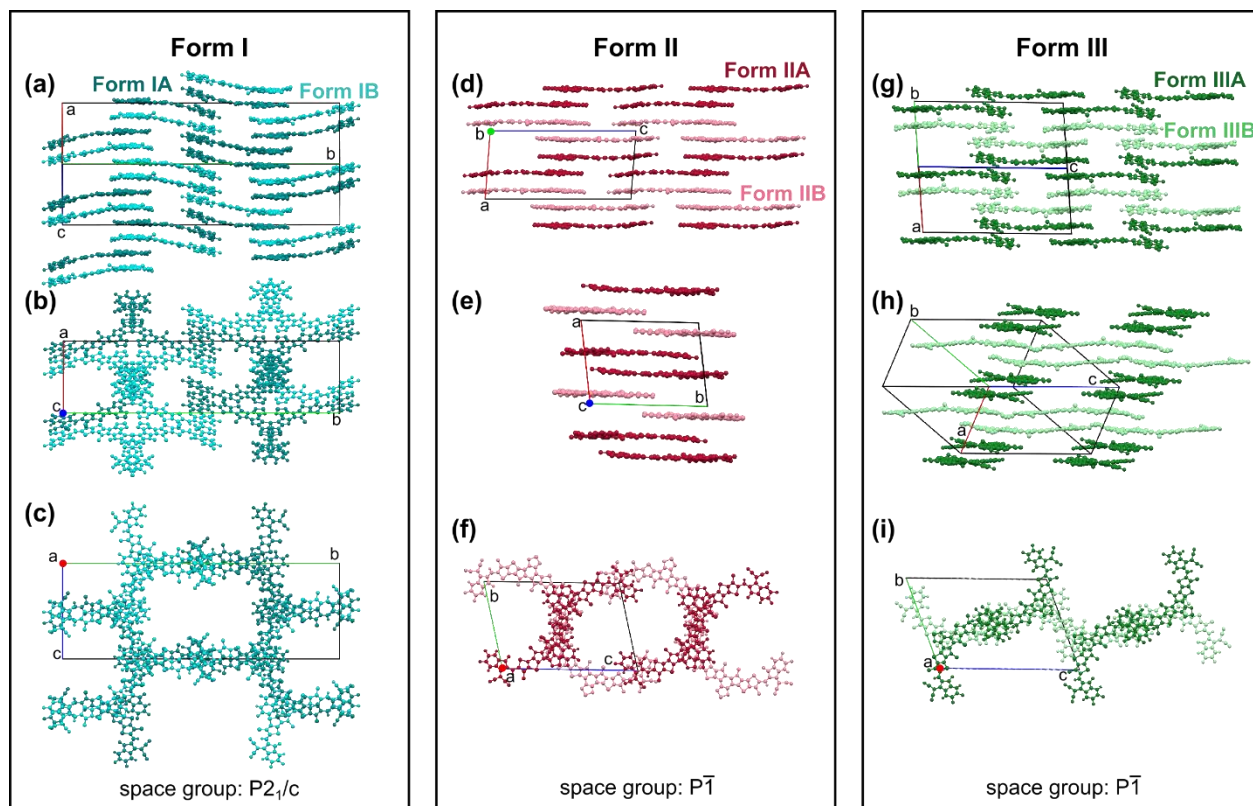 Form I
(a)
Form IA
Form IB
a
b
c
(b)
a
c
b
(c)
a
b
c
space group: P2₁/c
Form II
(d)
Form IIA
b
c
a
Form IIB
(e)
a
c
b
(f)
b
a
c
space group: P1̅
Form III
(g)
Form IIIA
b
Form IIIB
c
a
(h)
b
c
a
(i)
b
a
c
space group: P1̅